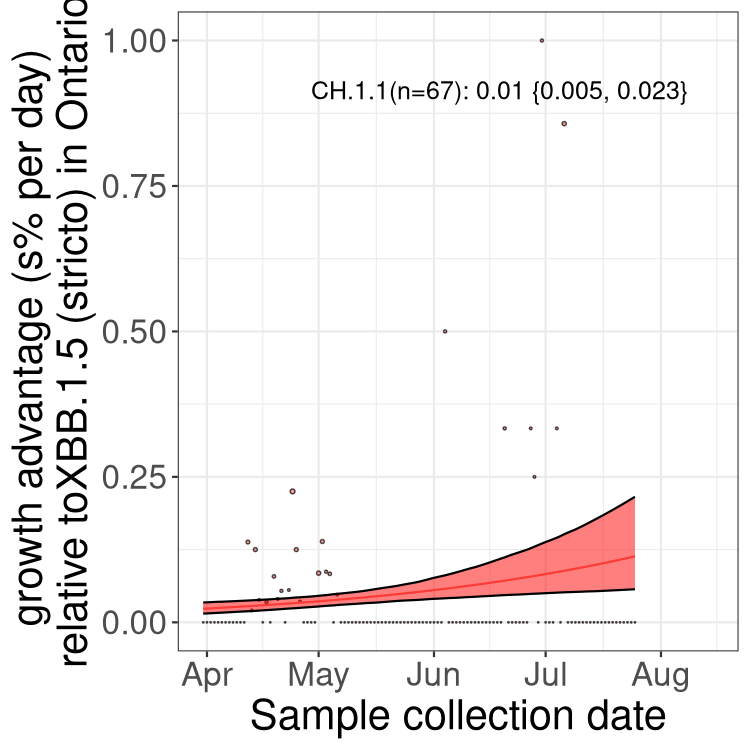 growth advantage (s% per day)
relative toXBB.1.5 (stricto) in Ontario
1.00
0.75
0.50
0.25
0.00
CH.1.1(n=67): 0.01 {0.005, 0.023}
Apr May Jun Jul Aug
Sample collection date